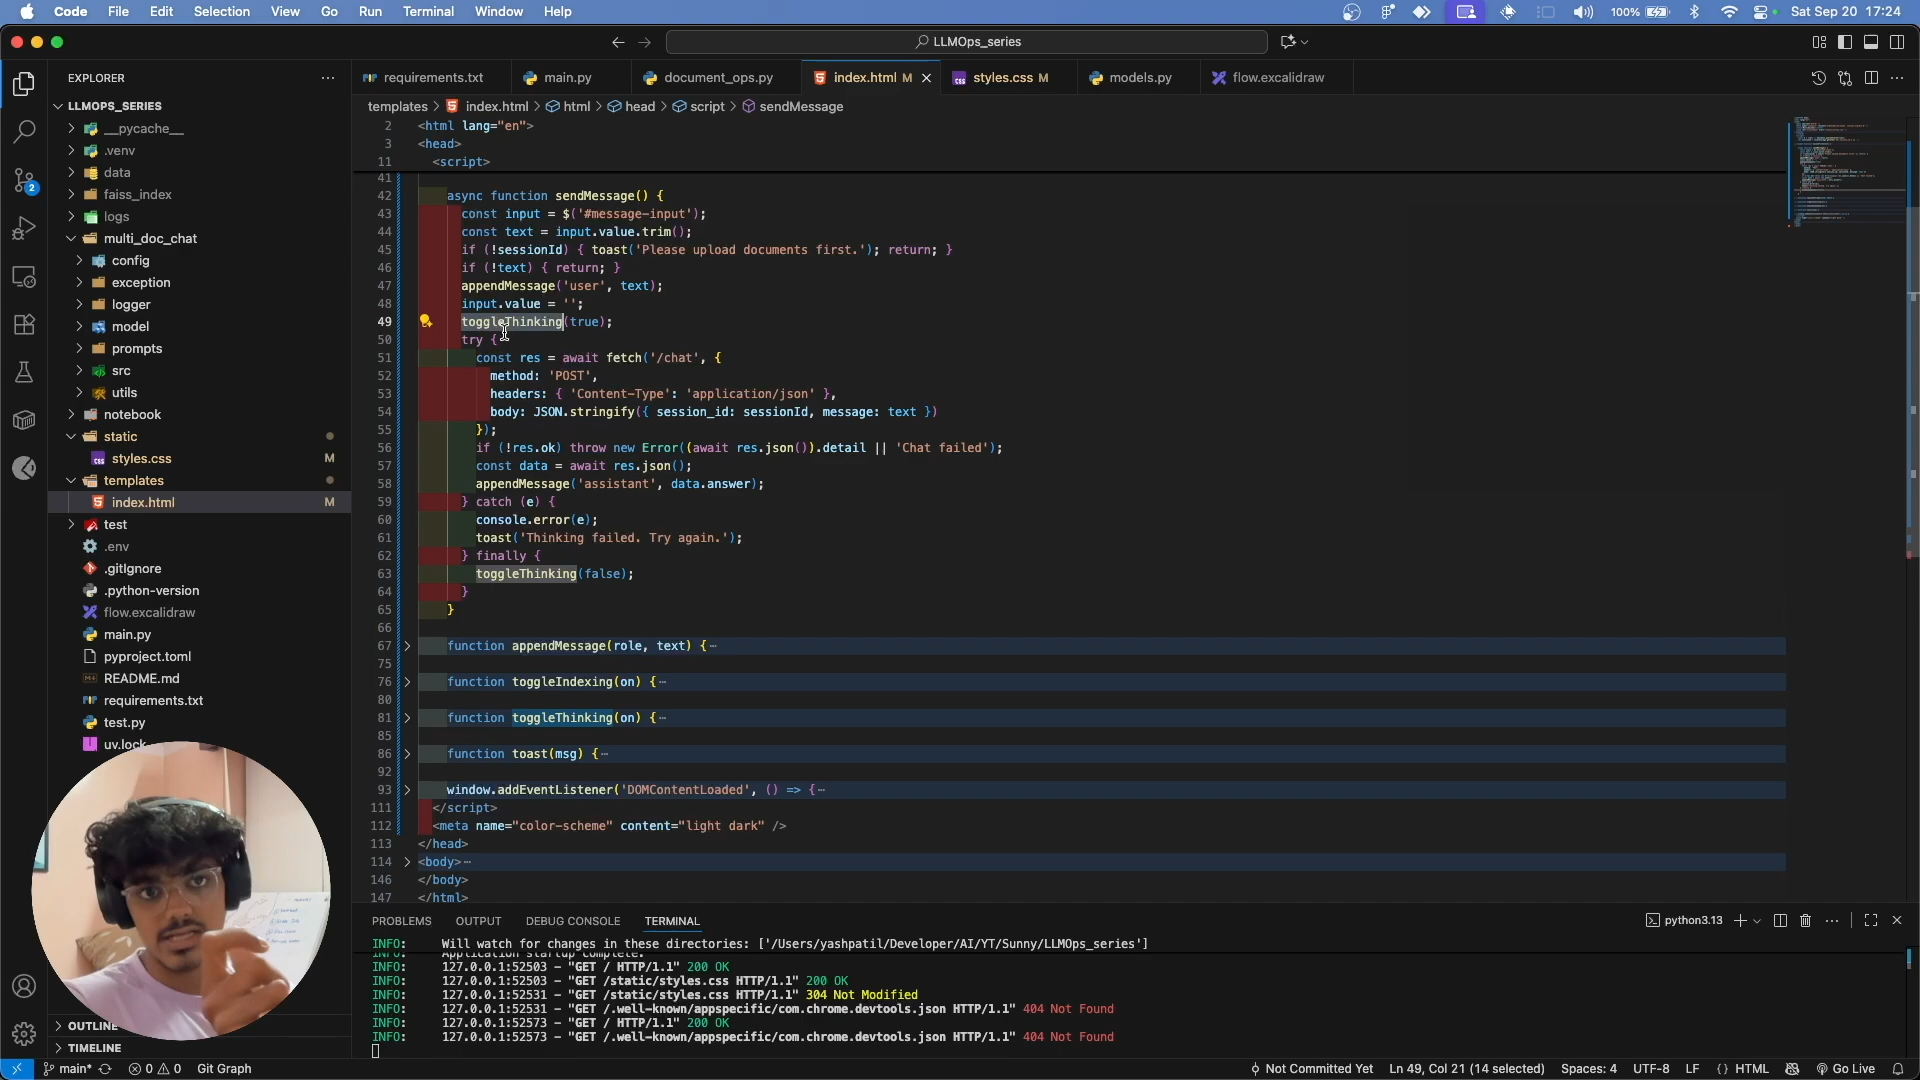 Code File Edit Selection View Go Run Terminal Window Help
100% Sat Sep 20 17:24
LLMOps_series
EXPLORER
requirements.txt main.py document_ops.py index.html M styles.css M models.py flow.excalidraw
templates > index.html > html > head > script > sendMessage
LLMOPS_SERIES
__pycache__
.venv
data
faiss_index
logs
multi_doc_chat
config
exception
logger
model
prompts
src
utils
notebook
static
styles.css M
templates
index.html M
test
.env
.gitIgnore
.python-version
flow.excalidraw
main.py
pyproject.toml
README.md
requirements.txt
test.py
uv.lock
OUTLINE
TIMELINE
2
2 <html lang="en">
3 <head>
11 <script>
41
42 async function sendMessage() {
43 const input = $('#message-input');
44 const text = input.value.trim();
45 if (!sessionId) { toast('Please upload documents first.'); return; }
46 if (!text) { return; }
47 appendMessage('user', text);
48 input.value = '';
49 toggleThinking(true);
50 try {
51 const res = await fetch('/chat', {
52 method: 'POST',
53 headers: { 'Content-Type': 'application/json' },
54 body: JSON.stringify({ session_id: sessionId, message: text })
55 });
56 if (!res.ok) throw new Error((await res.json()).detail || 'Chat failed');
57 const data = await res.json();
58 appendMessage('assistant', data.answer);
59 } catch (e) {
60 console.error(e);
61 toast('Thinking failed. Try again.');
62 } finally {
63 toggleThinking(false);
64 }
65 }
66
67 function appendMessage(role, text) {⋯
75
76 function toggleIndexing(on) {⋯
80
81 function toggleThinking(on) {⋯
85
86 function toast(msg) {⋯
92
93 window.addEventListener('DOMContentLoaded', () => {⋯
111 </script>
112 <meta name="color-scheme" content="light dark" />
113 </head>
114 <body>⋯
146 </body>
147 </html>
PROBLEMS OUTPUT DEBUG CONSOLE TERMINAL python3.13
INFO: Will watch for changes in these directories: ['/Users/yashpatil/Developer/AI/YT/Sunny/LLMOps_series']
INFO: Application startup complete.
INFO: 127.0.0.1:52503 - "GET / HTTP/1.1" 200 OK
INFO: 127.0.0.1:52503 - "GET /static/styles.css HTTP/1.1" 200 OK
INFO: 127.0.0.1:52531 - "GET /static/styles.css HTTP/1.1" 304 Not Modified
INFO: 127.0.0.1:52531 - "GET /.well-known/appspecific/com.chrome.devtools.json HTTP/1.1" 404 Not Found
INFO: 127.0.0.1:52573 - "GET / HTTP/1.1" 200 OK
INFO: 127.0.0.1:52573 - "GET /.well-known/appspecific/com.chrome.devtools.json HTTP/1.1" 404 Not Found
main* 0 0 Git Graph Not Committed Yet Ln 49, Col 21 (14 selected) Spaces: 4 UTF-8 LF {} HTML Go Live